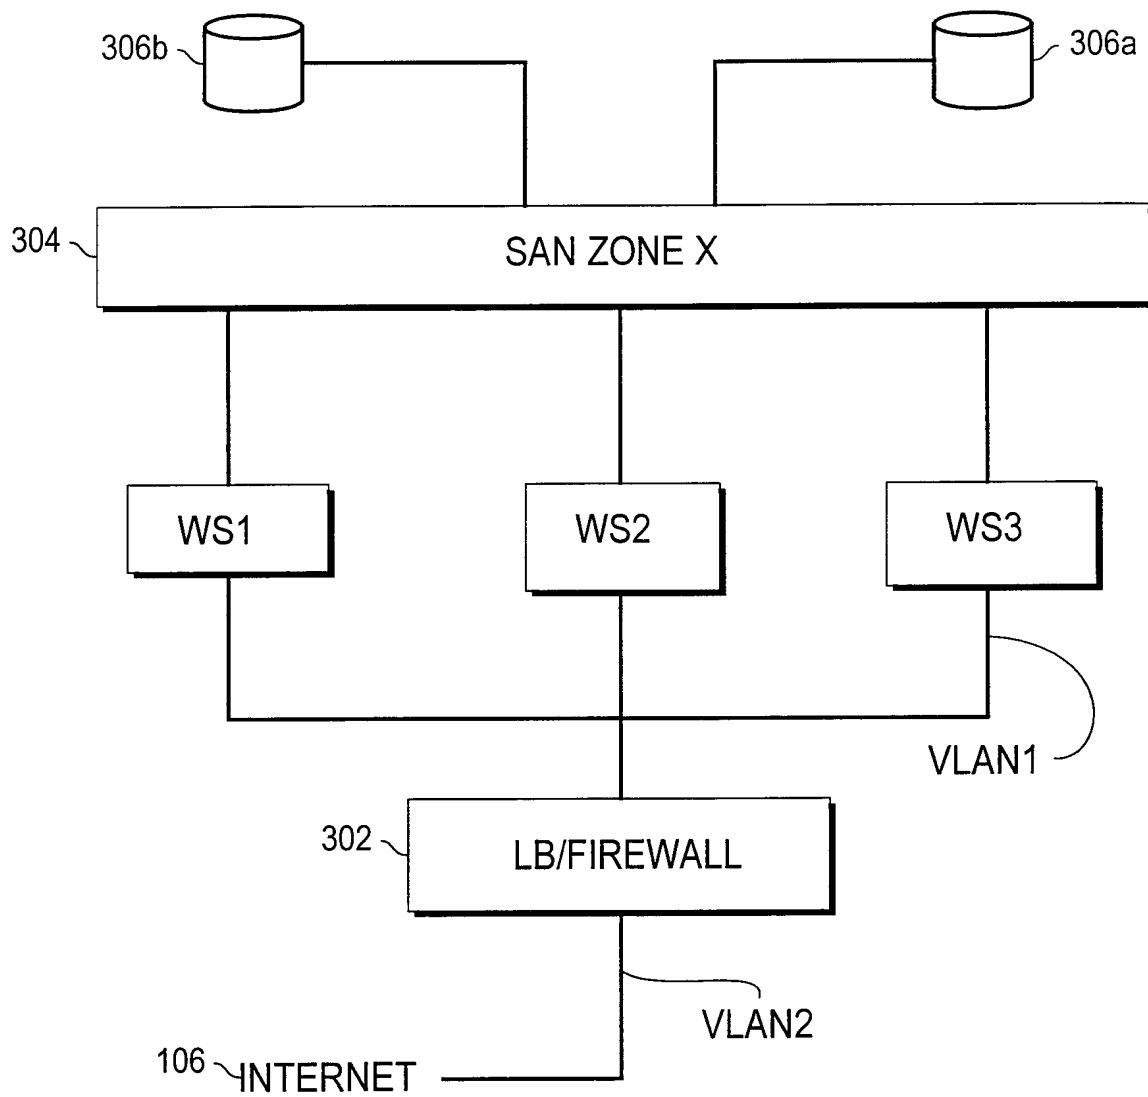 306b
306a
304
SAN ZONE X
WS1
WS2
WS3
VLAN1
302
LB/FIREWALL
VLAN2
106
INTERNET